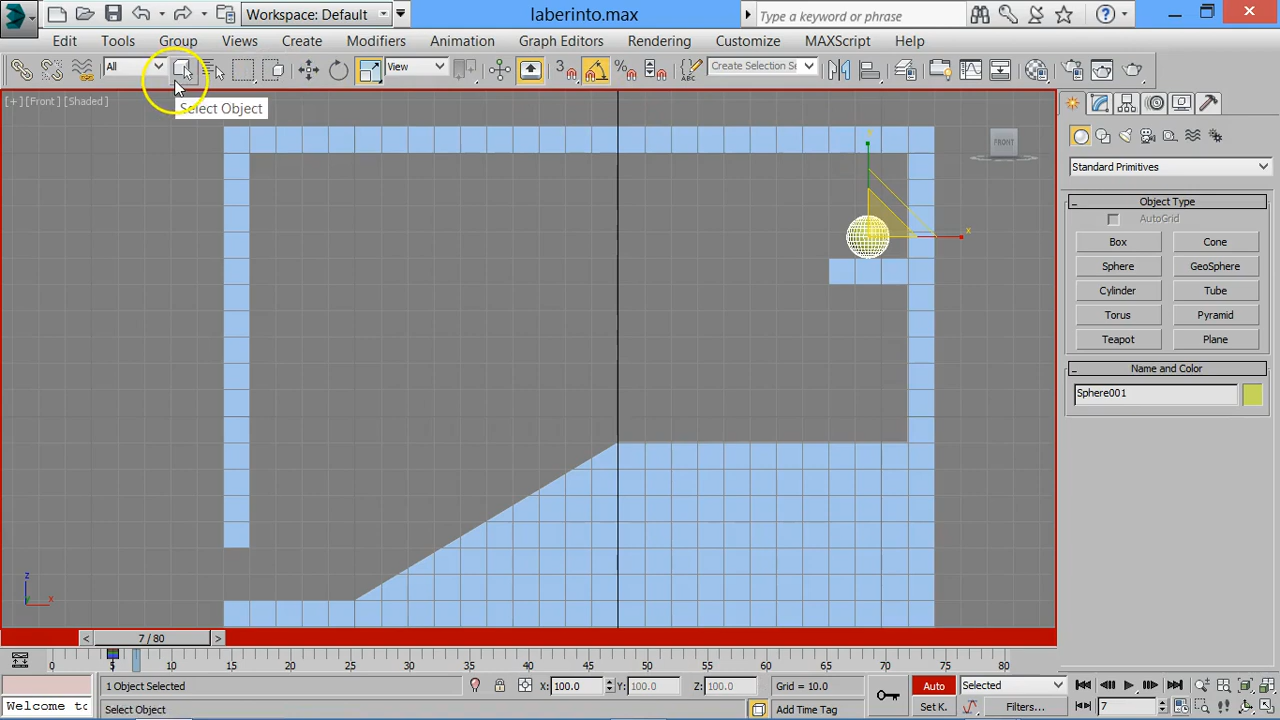 Workspace: Default
laberinto.max
Type a keyword or phrase
Edit Tools Group Views Create Modifiers Animation Graph Editors Rendering Customize MAXScript Help
All
View
3
Create Selection Se
Select Object
[+] [Front] [Shaded]
FRONT
x
z
x
Standard Primitives
Object Type
AutoGrid
Box Cone
Sphere GeoSphere
Cylinder Tube
Torus Pyramid
Teapot Plane
Name and Color
Sphere001
< 7 / 80 >
0 5 10 15 20 25 30 35 40 45 50 55 60 65 70 75 80
1 Object Selected
X: 100.0 Y: 100.0 Z: 100.0
Grid = 10.0
Auto
Selected
Welcome to
Select Object
Add Time Tag
Set K.
Filters...
7